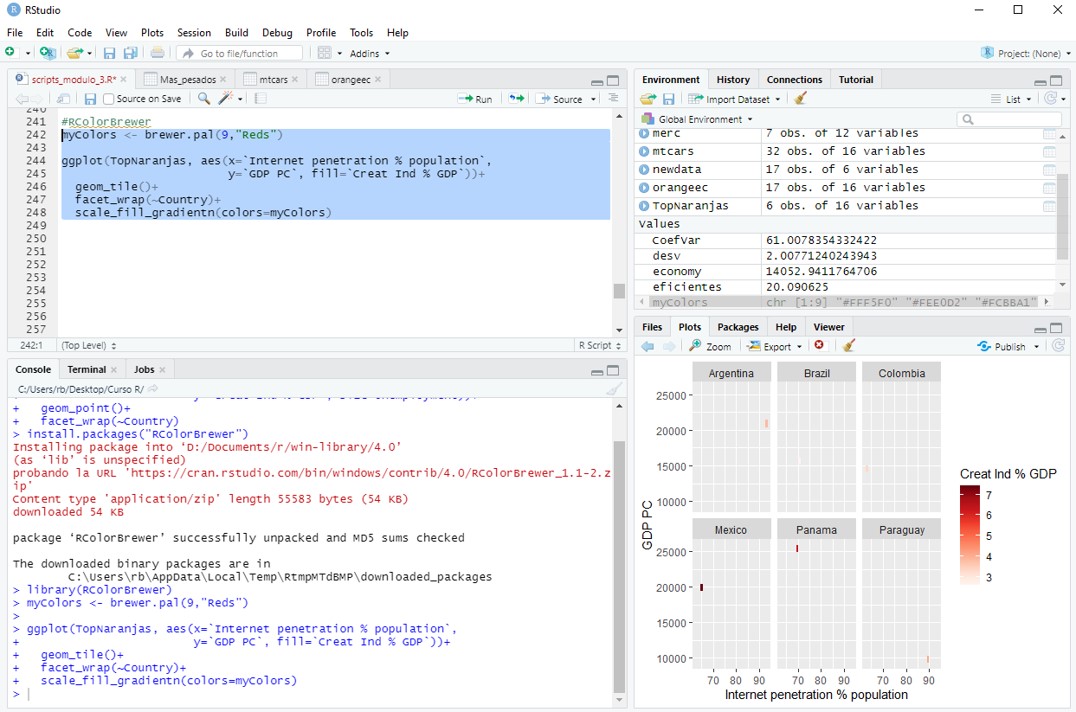 RStudio
File Edit Code View Plots Session Build Debug Profile Tools Help
Go to file/function Addins Project: (None)
scripts_modulo_3.R* Mas_pesados mtcars orangeec
Source on Save Run Source
240
241 #RColorBrewer
242 myColors <- brewer.pal(9,"Reds")
243
244 ggplot(TopNaranjas, aes(x=`Internet penetration % population`,
245 y=`GDP PC`, fill=`Creat Ind % GDP`))+
246 geom_tile()+
247 facet_wrap(~Country)+
248 scale_fill_gradientn(colors=myColors)
249
250
251
252
253
254
255
256
257
242:1 (Top Level) R Script
Console Terminal Jobs
C:/Users/rb/Desktop/Curso R/
+ geom_point()+
+ facet_wrap(~Country)
> install.packages("RColorBrewer")
Installing package into ‘D:/Documents/r/win-library/4.0’
(as ‘lib’ is unspecified)
probando la URL 'https://cran.rstudio.com/bin/windows/contrib/4.0/RColorBrewer_1.1-2.z
ip'
Content type 'application/zip' length 55583 bytes (54 KB)
downloaded 54 KB
package ‘RColorBrewer’ successfully unpacked and MD5 sums checked
The downloaded binary packages are in
C:\Users\rb\AppData\Local\Temp\RtmpMTdBMP\downloaded_packages
> library(RColorBrewer)
> myColors <- brewer.pal(9,"Reds")
>
> ggplot(TopNaranjas, aes(x=`Internet penetration % population`,
+ y=`GDP PC`, fill=`Creat Ind % GDP`))+
+ geom_tile()+
+ facet_wrap(~Country)+
+ scale_fill_gradientn(colors=myColors)
>
Environment History Connections Tutorial
Import Dataset List
Global Environment
merc 7 obs. of 12 variables
mtcars 32 obs. of 16 variables
newdata 17 obs. of 6 variables
orangeec 17 obs. of 16 variables
TopNaranjas 6 obs. of 16 variables
Values
CoefVar 61.0078354332422
desv 2.00771240243943
economy 14052.9411764706
eficientes 20.090625
myColors chr [1:9] "#FFF5F0" "#FEE0D2" "#FCBBA1"
Files Plots Packages Help Viewer
Zoom Export Publish
Argentina Brazil Colombia
25000
20000
15000
10000
Mexico Panama Paraguay
25000
20000
15000
10000
70 80 90 70 80 90 70 80 90
Internet penetration % population
GDP PC
Creat Ind % GDP
7
6
5
4
3